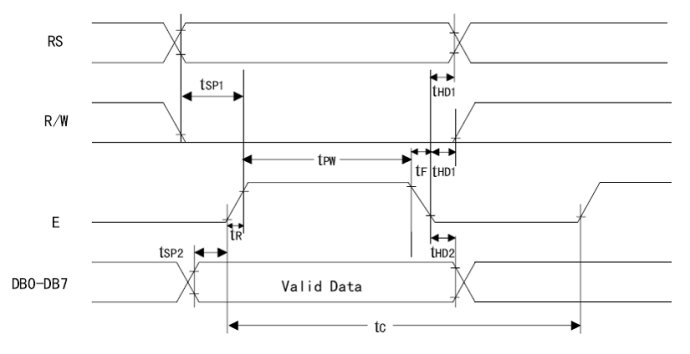 RS
tSP1
tHD1
R/W
tPW
tF
tHD1
E
tR
tSP2
tHD2
DB0-DB7
Valid Data
tC